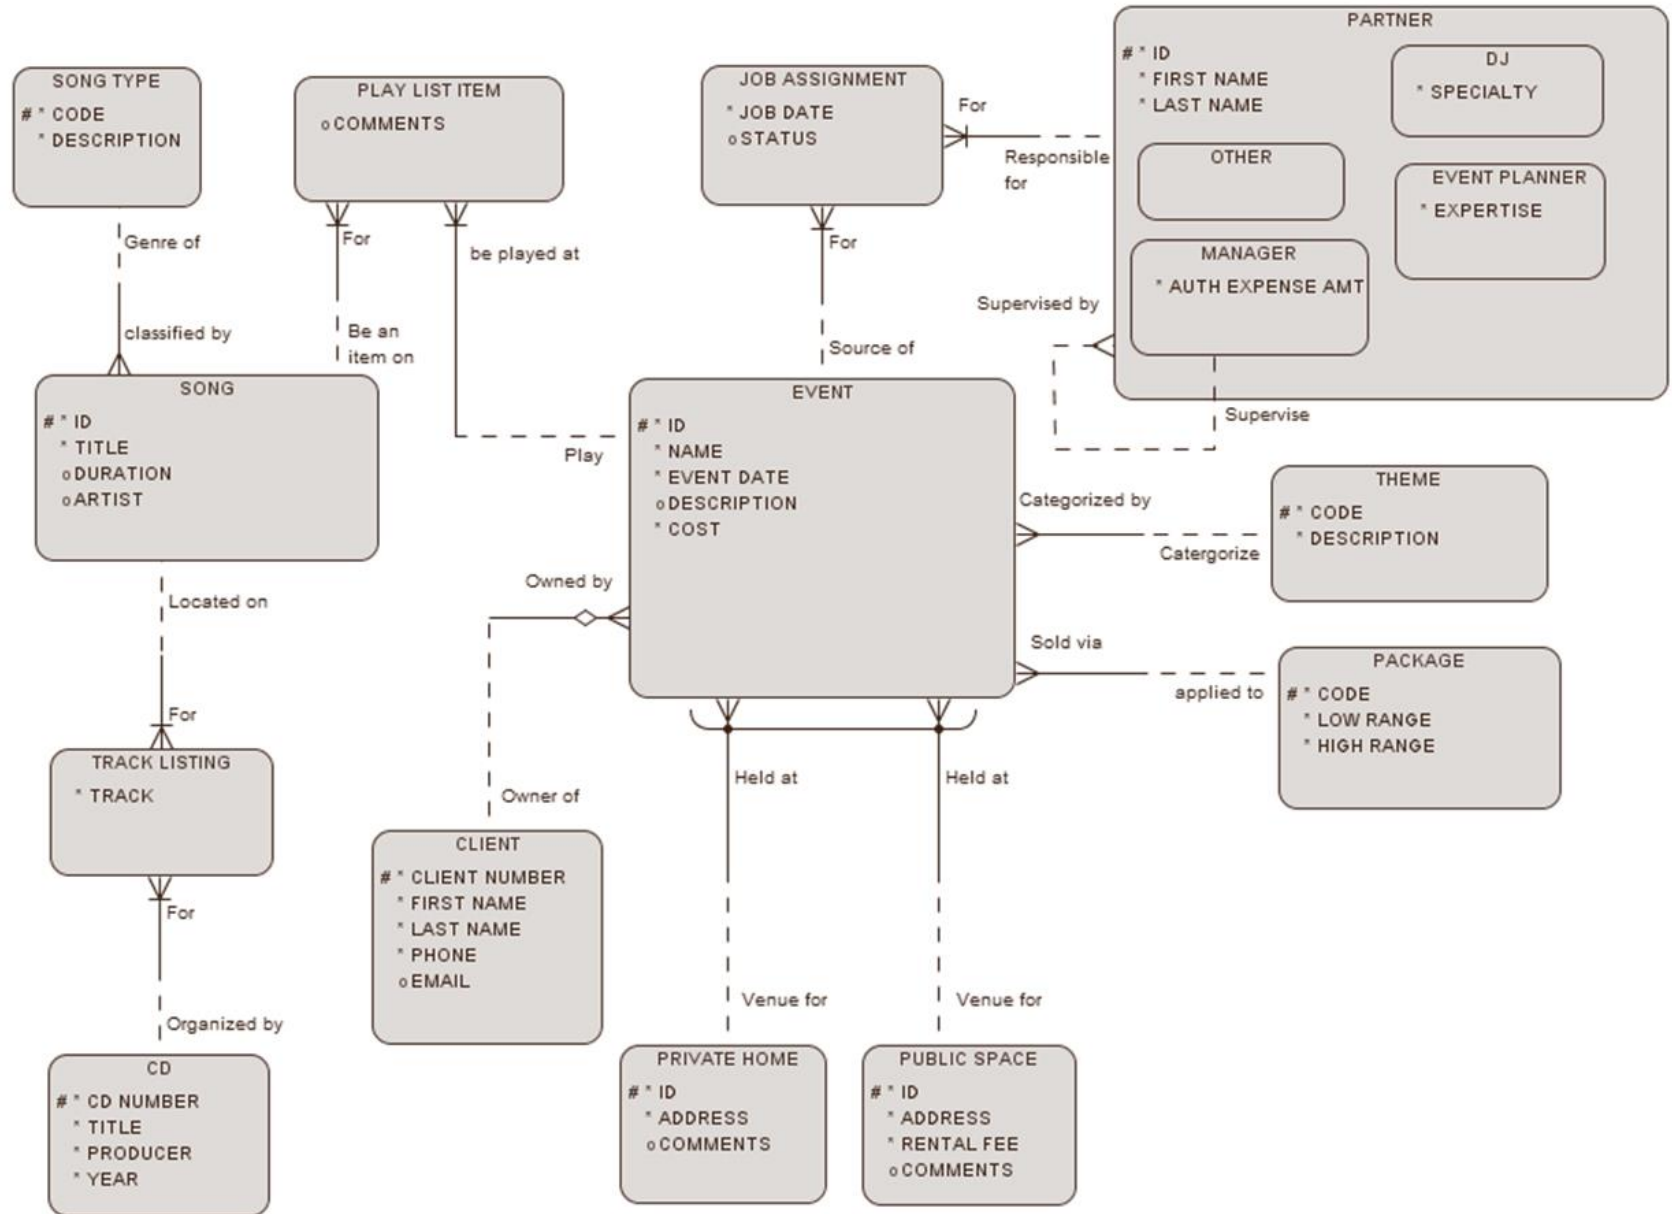 SONG TYPE
# * CODE
* DESCRIPTION
Genre of
classified by
PLAY LIST ITEM
o COMMENTS
For
Be an
item on
be played at
Play
JOB ASSIGNMENT
* JOB DATE
o STATUS
For
Responsible
for
For
Source of
PARTNER
# * ID
* FIRST NAME
* LAST NAME
DJ
* SPECIALTY
OTHER
EVENT PLANNER
* EXPERTISE
MANAGER
* AUTH EXPENSE AMT
Supervised by
Supervise
SONG
# * ID
* TITLE
o DURATION
o ARTIST
Located on
For
EVENT
# * ID
* NAME
* EVENT DATE
o DESCRIPTION
* COST
Categorized by
Catergorize
THEME
# * CODE
* DESCRIPTION
Owned by
Owner of
Sold via
applied to
PACKAGE
# * CODE
* LOW RANGE
* HIGH RANGE
TRACK LISTING
* TRACK
For
Organized by
CLIENT
# * CLIENT NUMBER
* FIRST NAME
* LAST NAME
* PHONE
o EMAIL
Held at
Held at
Venue for
Venue for
CD
# * CD NUMBER
* TITLE
* PRODUCER
* YEAR
PRIVATE HOME
# * ID
* ADDRESS
o COMMENTS
PUBLIC SPACE
# * ID
* ADDRESS
* RENTAL FEE
o COMMENTS